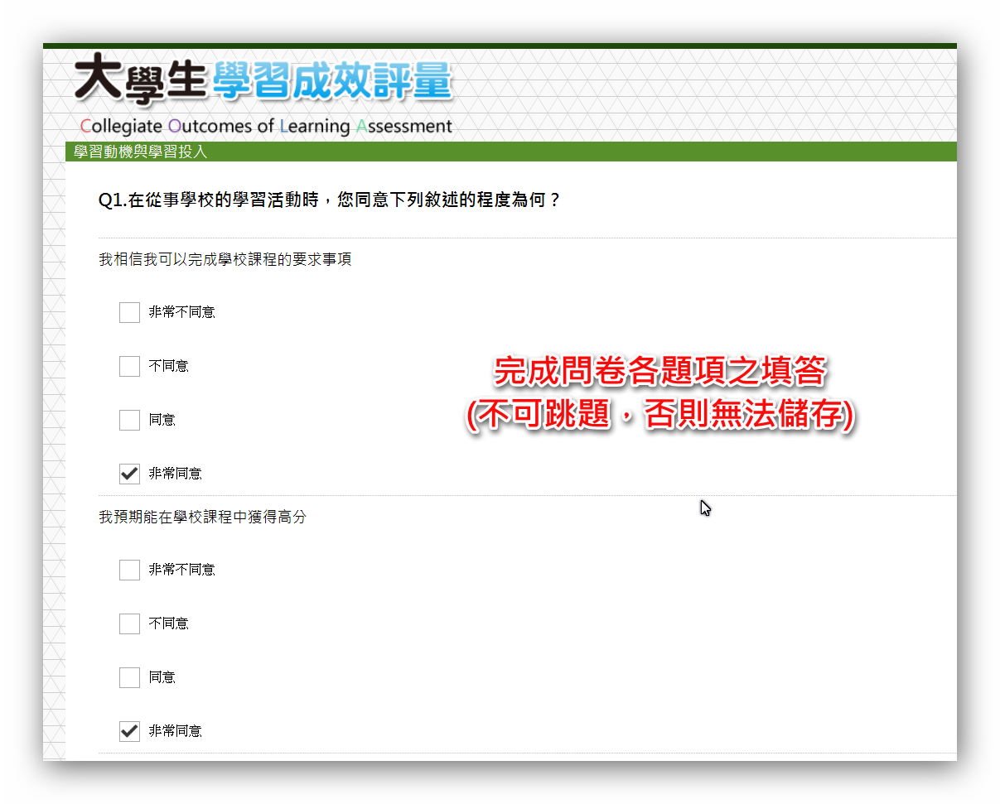 大學生學習成效評量
Collegiate Outcomes of Learning Assessment
學習動機與學習投入
Q1.在從事學校的學習活動時，您同意下列敘述的程度為何？
我相信我可以完成學校課程的要求事項
非常不同意
不同意
同意
非常同意
完成問卷各題項之填答
(不可跳題，否則無法儲存)
我預期能在學校課程中獲得高分
非常不同意
不同意
同意
非常同意